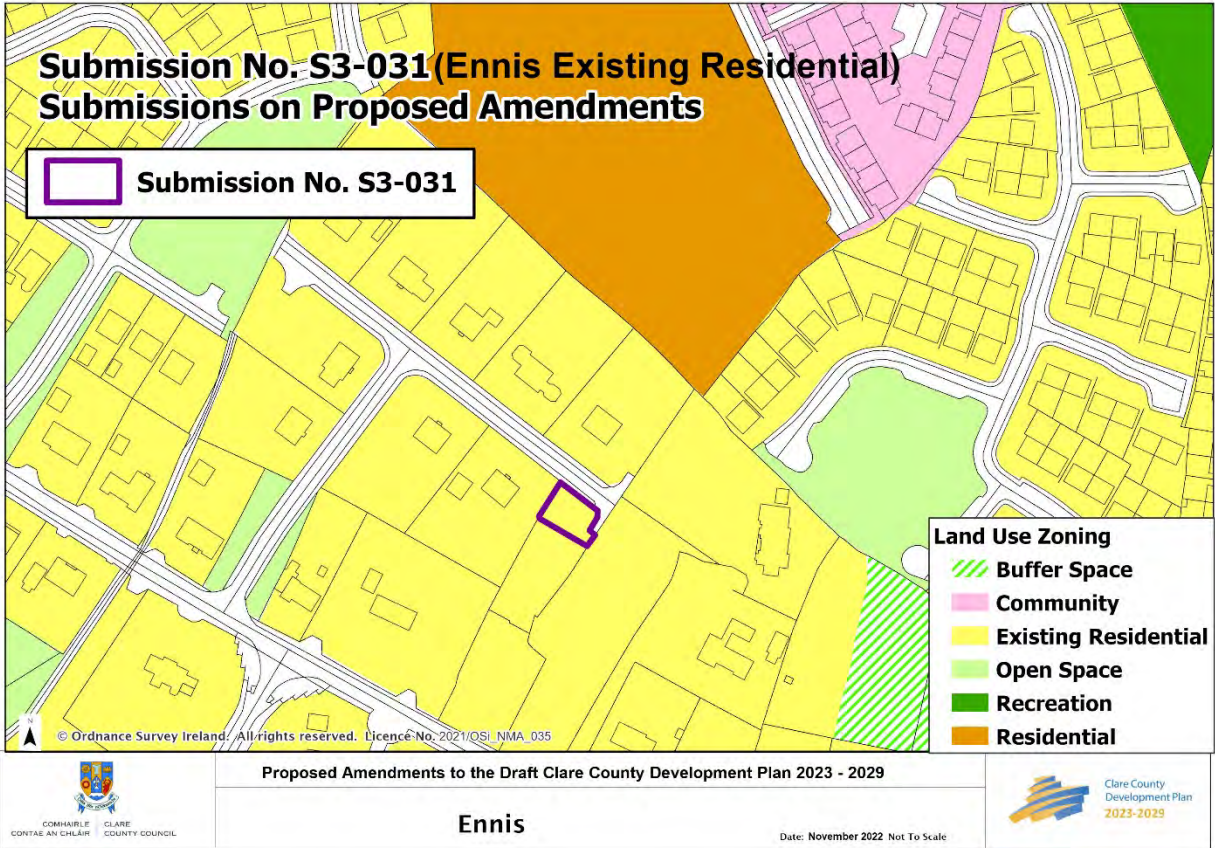 Submission No. S3-031 (Ennis Existing Residential)
Submissions on Proposed Amendments
Submission No. S3-031
Land Use Zoning
Buffer Space
Community
Existing Residential
Open Space
Recreation
Residential
N
© Ordnance Survey Ireland. All rights reserved. Licence No. 2021/OSi_NMA_035
Proposed Amendments to the Draft Clare County Development Plan 2023 - 2029
Ennis
Date: November 2022 Not To Scale
COMHAIRLE
CONTAE AN CHLÁIR
CLARE
COUNTY COUNCIL
Clare County
Development Plan
2023-2029